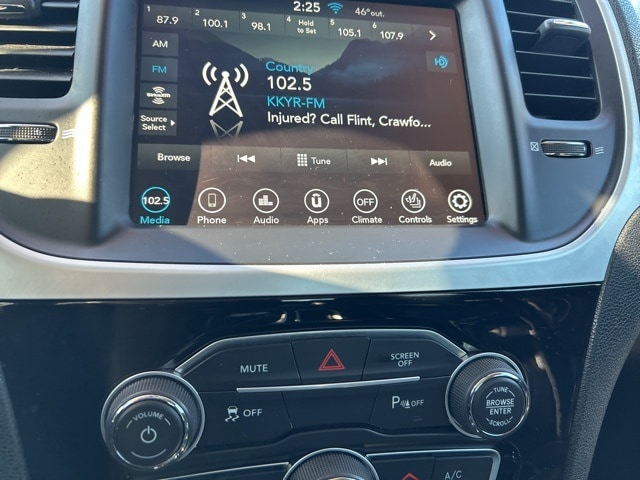 2:25 46° out.
1 87.9 2 100.1 3 98.1 4 Hold to Set 5 105.1 6 107.9
AM
FM
HD
SiriusXM
Source Select
Country
102.5
KKYR-FM
Injured? Call Flint, Crawfo...
Browse Tune Audio
102.5 OFF
Media Phone Audio Apps Climate Controls Settings
MUTE SCREEN OFF
OFF P OFF
VOLUME
TUNE
BROWSE
ENTER
SCROLL
A/C